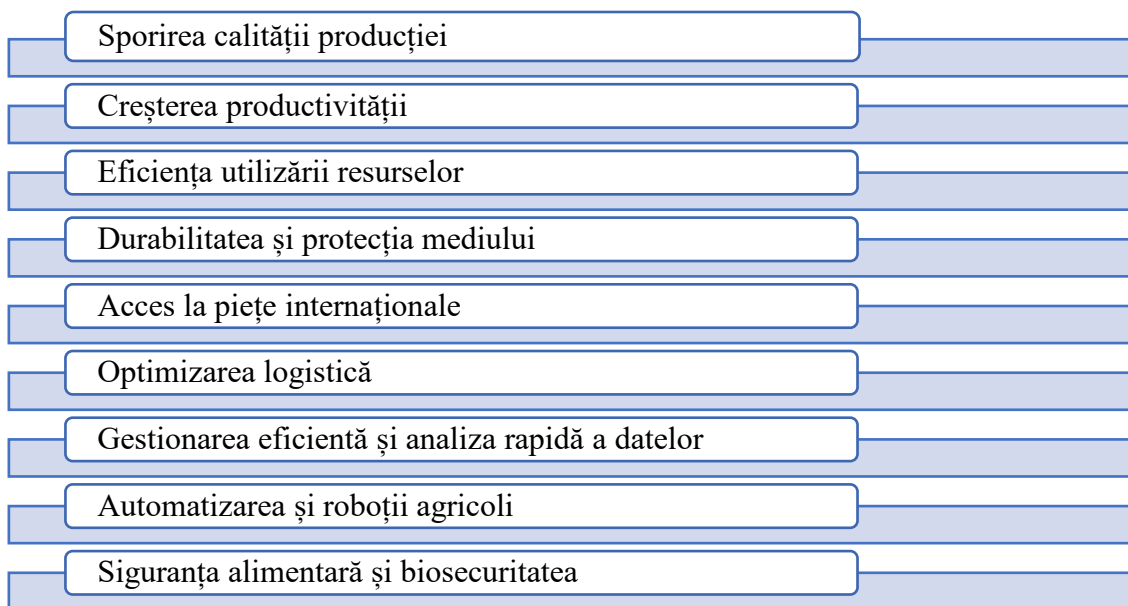 Sporirea calității producției
Creșterea productivității
Eficiența utilizării resurselor
Durabilitatea și protecția mediului
Acces la piețe internaționale
Optimizarea logistică
Gestionarea eficientă și analiza rapidă a datelor
Automatizarea și roboții agricoli
Siguranța alimentară și biosecuritatea